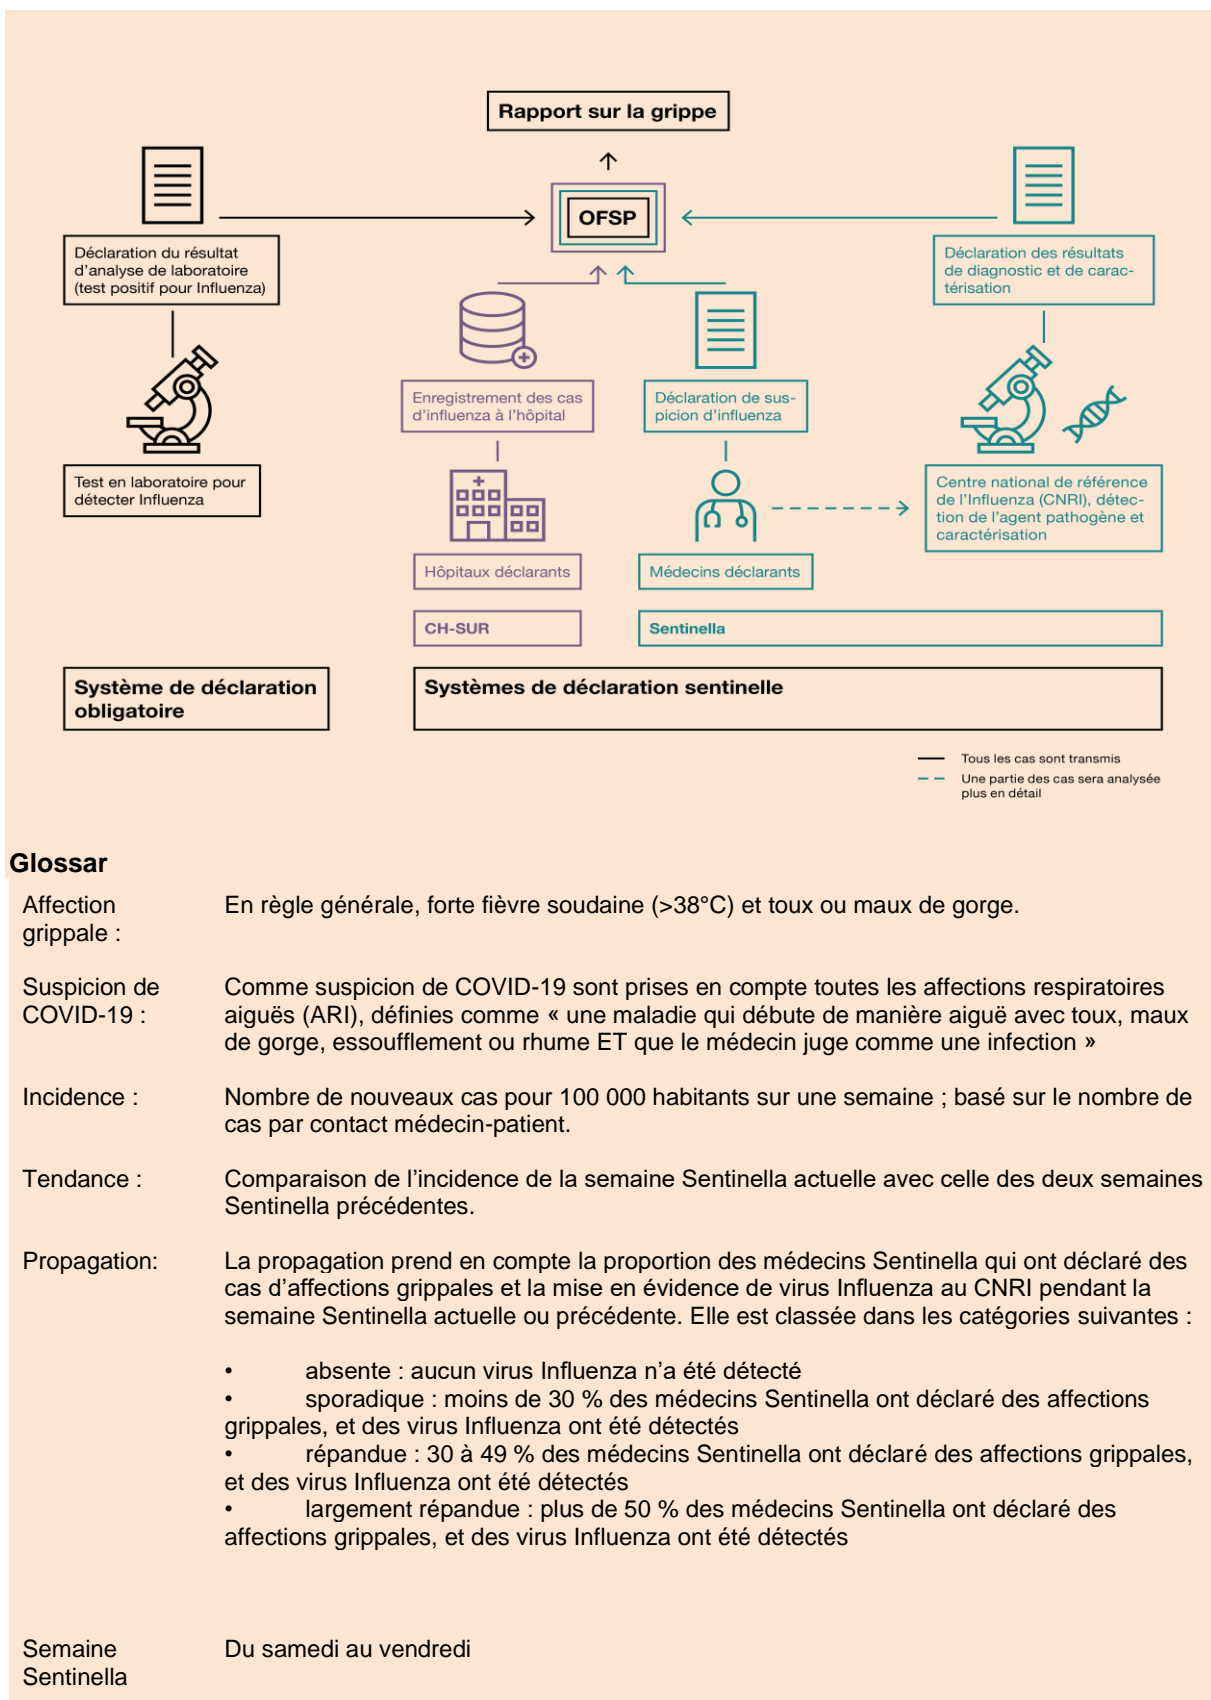 Rapport sur la grippe
OFSP
Déclaration du résultat
d'analyse de laboratoire
(test positif pour Influenza)
Déclaration des résultats
de diagnostic et de carac-
térisation
Enregistrement des cas
d'influenza à l'hôpital
Déclaration de sus-
picion d'influenza
Test en laboratoire pour
détecter Influenza
Centre national de référence
de l'Influenza (CNRI), détec-
tion de l'agent pathogène et
caractérisation
Hôpitaux déclarants
Médecins déclarants
CH-SUR
Sentinella
Système de déclaration
obligatoire
Systèmes de déclaration sentinelle
Tous les cas sont transmis
Une partie des cas sera analysée
plus en détail
Glossar
Affection
grippale :
En règle générale, forte fièvre soudaine (>38°C) et toux ou maux de gorge.
Suspicion de
COVID-19 :
Comme suspicion de COVID-19 sont prises en compte toutes les affections respiratoires
aiguës (ARI), définies comme « une maladie qui débute de manière aiguë avec toux, maux
de gorge, essoufflement ou rhume ET que le médecin juge comme une infection »
Incidence :
Nombre de nouveaux cas pour 100 000 habitants sur une semaine ; basé sur le nombre de
cas par contact médecin-patient.
Tendance :
Comparaison de l'incidence de la semaine Sentinella actuelle avec celle des deux semaines
Sentinella précédentes.
Propagation:
La propagation prend en compte la proportion des médecins Sentinella qui ont déclaré des
cas d'affections grippales et la mise en évidence de virus Influenza au CNRI pendant la
semaine Sentinella actuelle ou précédente. Elle est classée dans les catégories suivantes :
• absente : aucun virus Influenza n'a été détecté
• sporadique : moins de 30 % des médecins Sentinella ont déclaré des affections
grippales, et des virus Influenza ont été détectés
• répandue : 30 à 49 % des médecins Sentinella ont déclaré des affections grippales,
et des virus Influenza ont été détectés
• largement répandue : plus de 50 % des médecins Sentinella ont déclaré des
affections grippales, et des virus Influenza ont été détectés
Semaine
Sentinella
Du samedi au vendredi